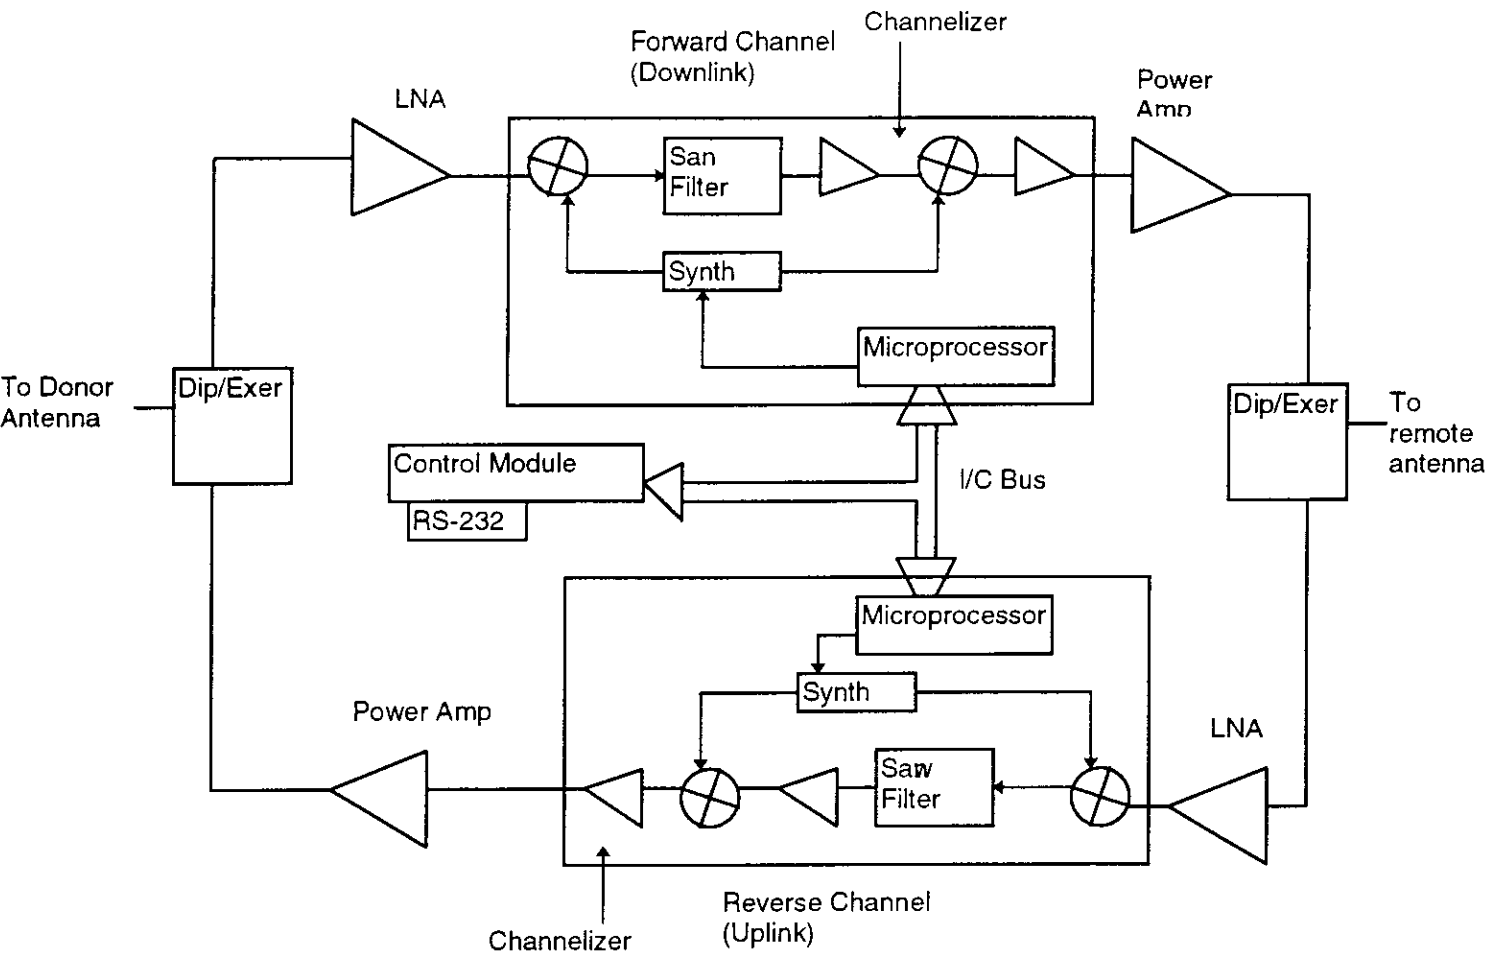 Channelizer
Forward Channel
(Downlink)
Power
Amp
LNA
San
Filter
Synth
Microprocessor
To Donor
Antenna
Dip/Exer
Dip/Exer
To
remote
antenna
Control Module
RS-232
I/C Bus
Microprocessor
Synth
Power Amp
LNA
Saw
Filter
Reverse Channel
(Uplink)
Channelizer